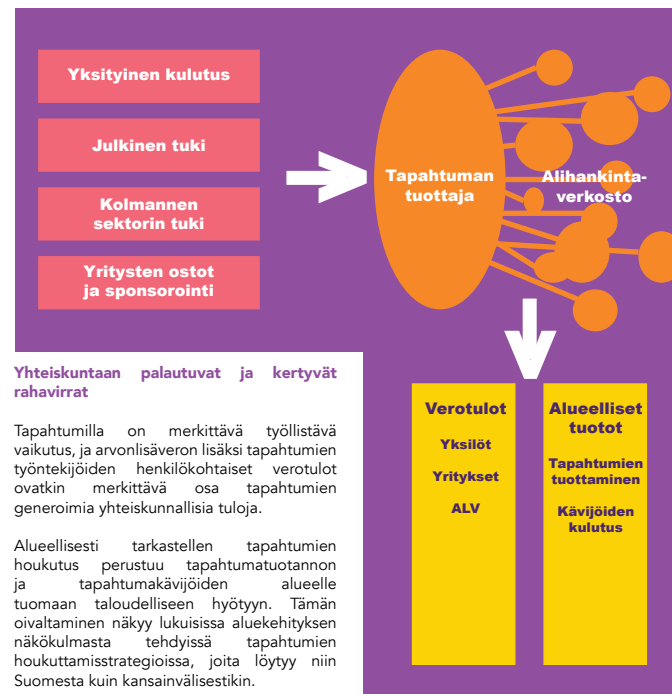 Yksityinen kulutus
Julkinen tuki
Kolmannen
sektorin tuki
Yritysten ostot
ja sponsorointi
Tapahtuman
tuottaja
Alihankinta-
verkosto
Yhteiskuntaan palautuvat ja kertyvät
rahavirrat
Tapahtumilla on merkittävä työllistävä
vaikutus, ja arvonlisäveron lisäksi tapahtumien
työntekijöiden henkilökohtaiset verotulot
ovatkin merkittävä osa tapahtumien
generoimia yhteiskunnallisia tuloja.
Alueellisesti tarkastellen tapahtumien
houkutus perustuu tapahtumatuotannon
ja tapahtumakävijöiden alueelle
tuomaan taloudelliseen hyötyyn. Tämän
oivaltaminen näkyy lukuisissa aluekehityksen
näkökulmasta tehdyissä tapahtumien
houkuttamisstrategioissa, joita löytyy niin
Suomesta kuin kansainvälisestikin.
Verotulot
Yksilöt
Yritykset
ALV
Alueelliset
tuotot
Tapahtumien
tuottaminen
Kävijöiden
kulutus